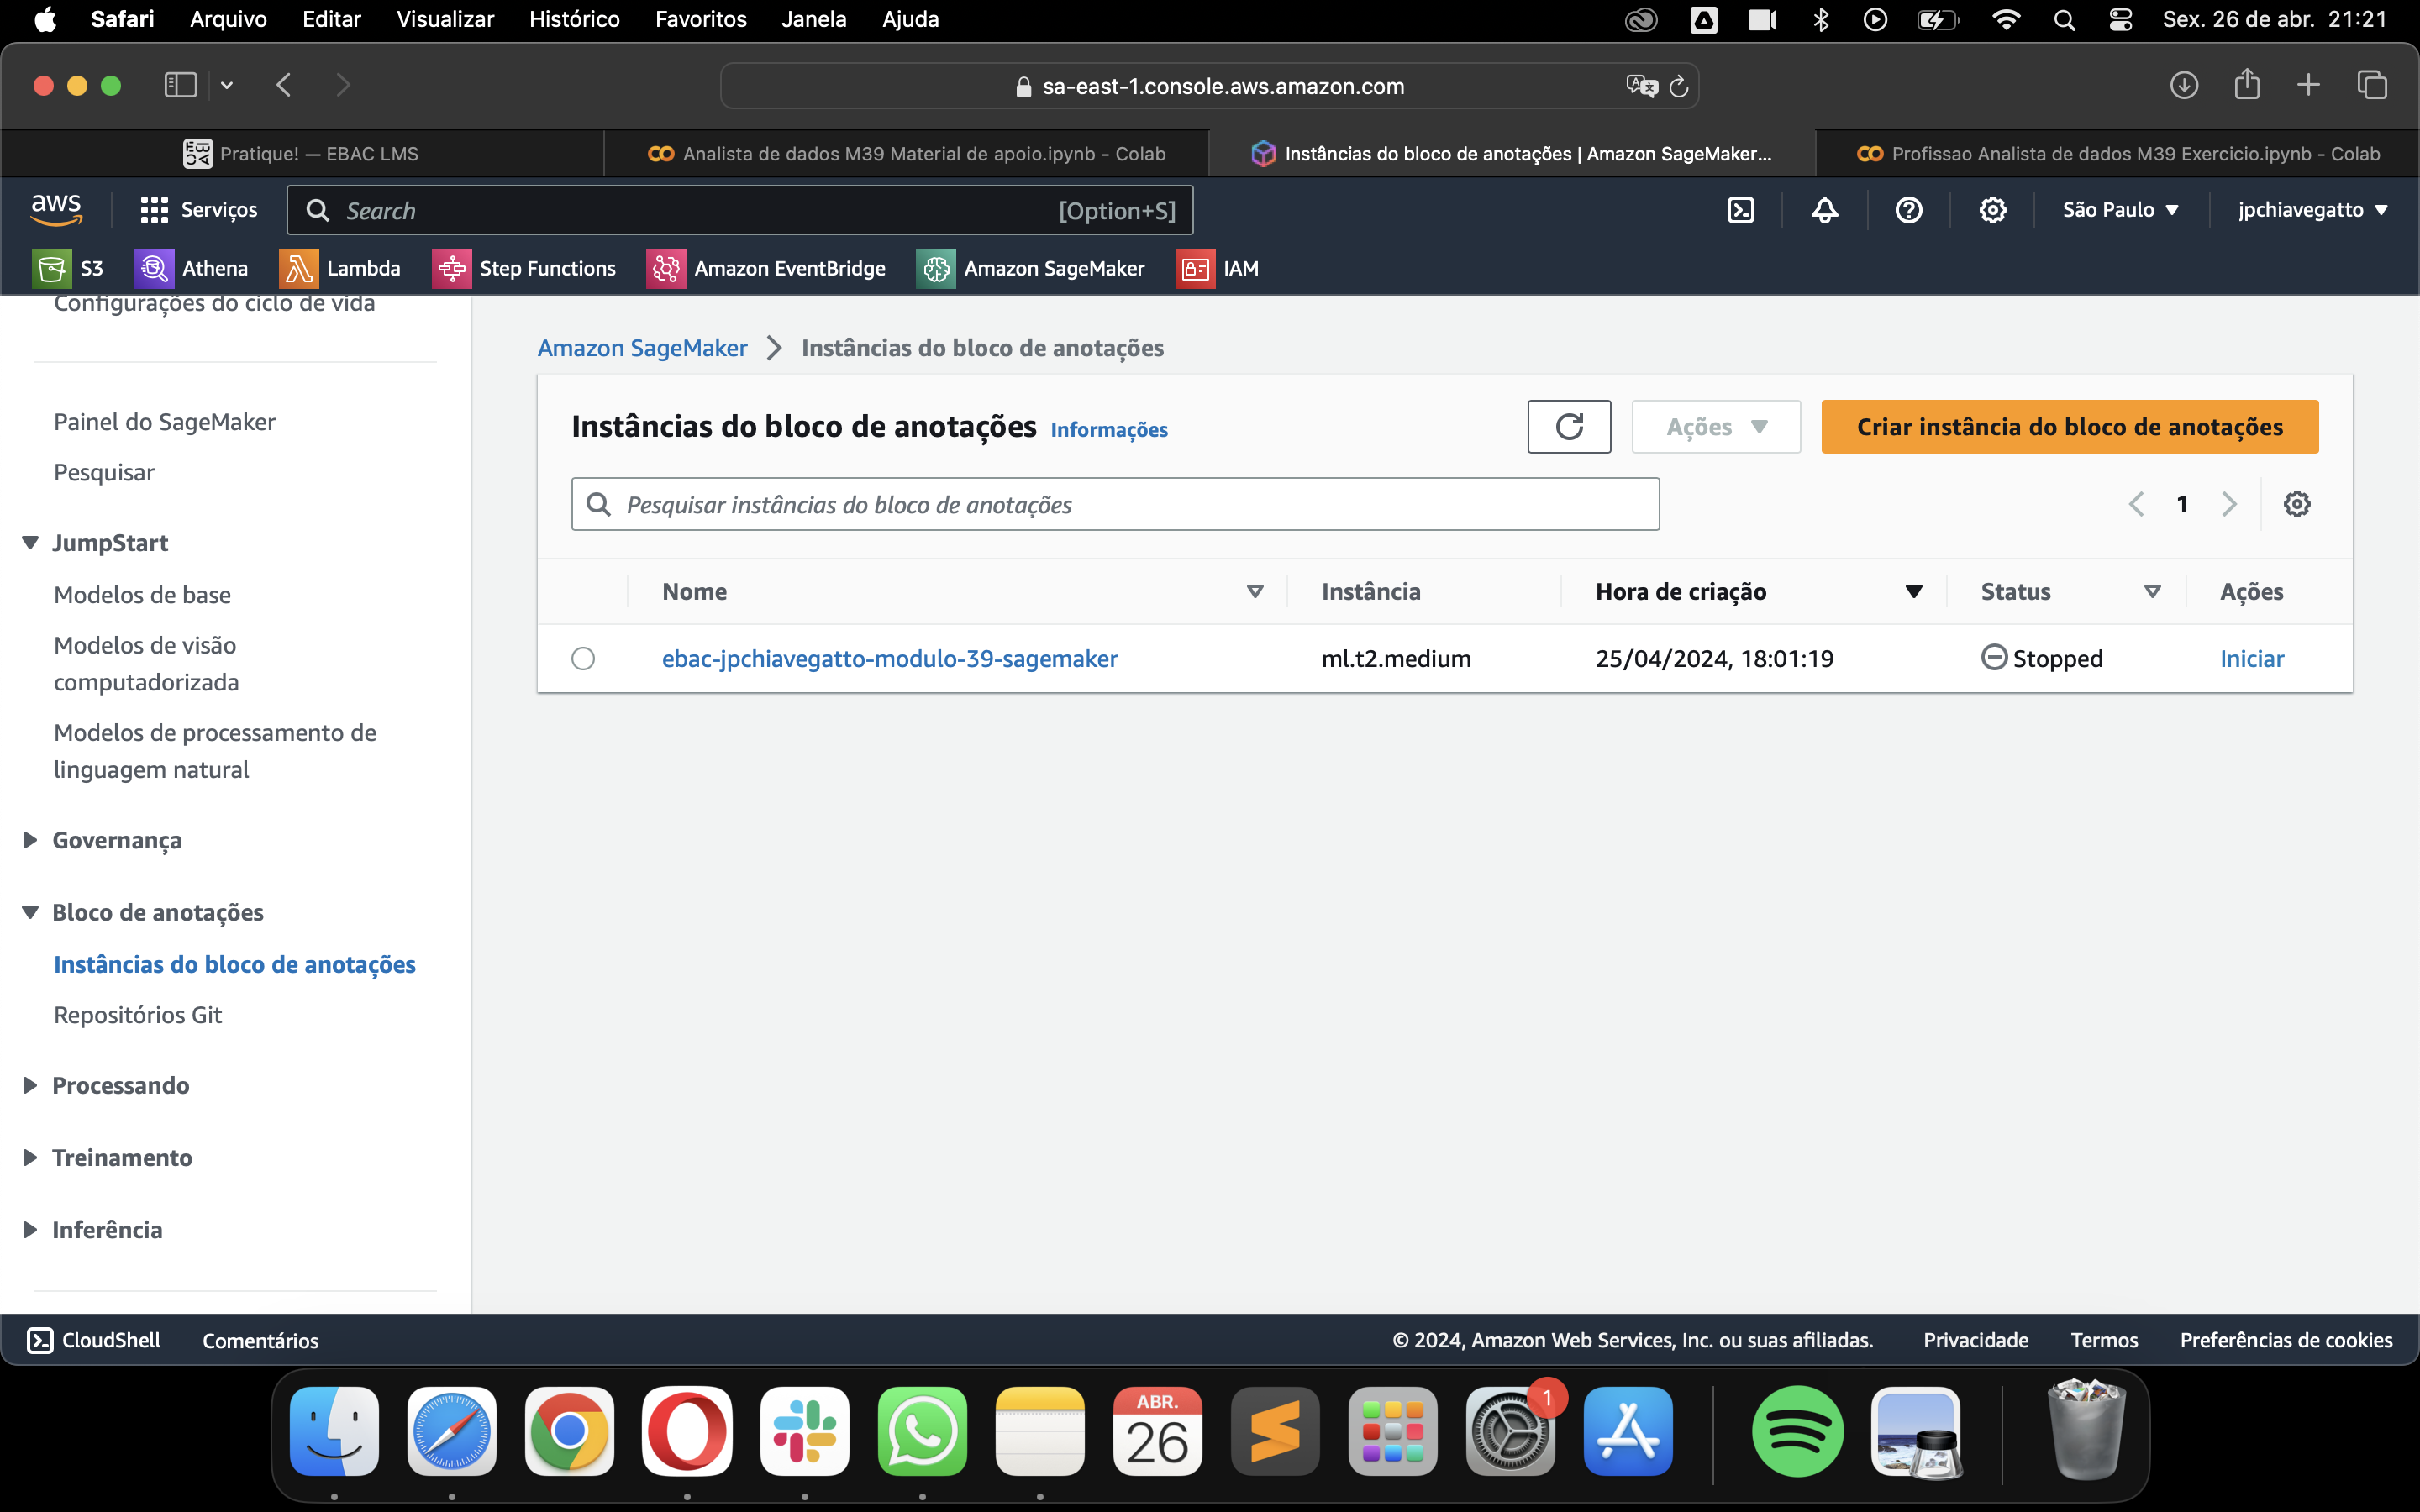 Safari Arquivo Editar Visualizar Histórico Favoritos Janela Ajuda Sex. 26 de abr. 21:21
sa-east-1.console.aws.amazon.com
Pratique! — EBAC LMS
Analista de dados M39 Material de apoio.ipynb - Colab
Instâncias do bloco de anotações | Amazon SageMaker...
Profissao Analista de dados M39 Exercicio.ipynb - Colab
aws Serviços Search [Option+S] São Paulo jpchiavegatto
S3 Athena Lambda Step Functions Amazon EventBridge Amazon SageMaker IAM
Configurações do ciclo de vida
Painel do SageMaker
Pesquisar
JumpStart
Modelos de base
Modelos de visão
computadorizada
Modelos de processamento de
linguagem natural
Governança
Bloco de anotações
Instâncias do bloco de anotações
Repositórios Git
Processando
Treinamento
Inferência
Amazon SageMaker > Instâncias do bloco de anotações
Instâncias do bloco de anotações Informações Ações Criar instância do bloco de anotações
Pesquisar instâncias do bloco de anotações 1
Nome Instância Hora de criação Status Ações
ebac-jpchiavegatto-modulo-39-sagemaker ml.t2.medium 25/04/2024, 18:01:19 Stopped Iniciar
CloudShell Comentários © 2024, Amazon Web Services, Inc. ou suas afiliadas. Privacidade Termos Preferências de cookies
ABR.
26
1